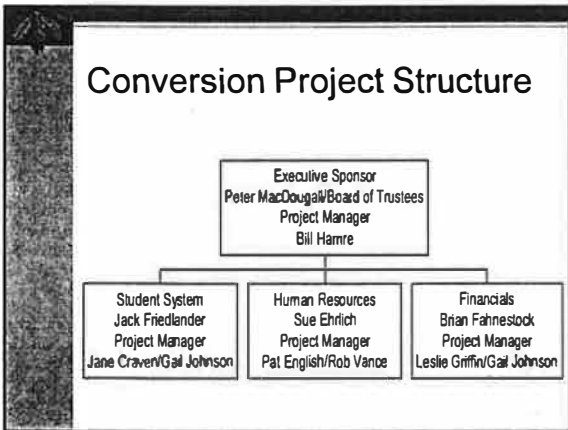 Conversion Project Structure
Executive Sponsor
Peter MacDougall/Board of Trustees
Project Manager
Bill Hamre
Student System
Jack Friedlander
Project Manager
Jane Craven/Gail Johnson
Human Resources
Sue Ehrlich
Project Manager
Pat English/Rob Vance
Financials
Brian Fahnestock
Project Manager
Leslie Griffin/Gail Johnson